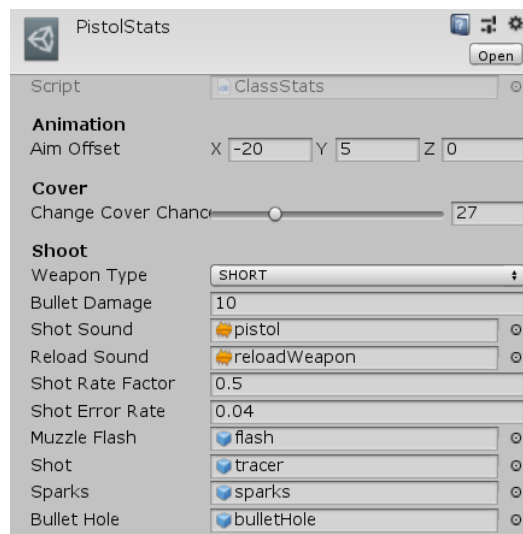 PistolStats
Open
Script ClassStats
Animation
Aim Offset X -20 Y 5 Z 0
Cover
Change Cover Chanc 27
Shoot
Weapon Type SHORT
Bullet Damage 10
Shot Sound pistol
Reload Sound reloadWeapon
Shot Rate Factor 0.5
Shot Error Rate 0.04
Muzzle Flash flash
Shot tracer
Sparks sparks
Bullet Hole bulletHole